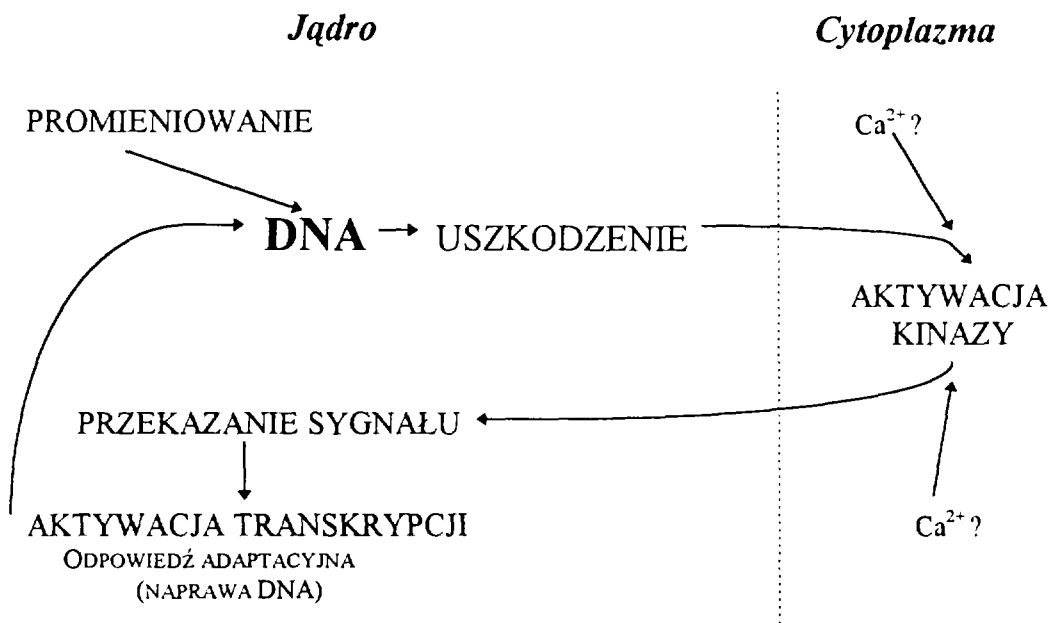 Jądro
Cytoplazma
PROMIENIOWANIE
Ca²⁺?
DNA
USZKODZENIE
AKTYWACJA
KINAZY
PRZEKAZANIE SYGNAŁU
AKTYWACJA TRANSKRYPCJI
ODPOWIEDŹ ADAPTACYJNA
(NAPRAWA DNA)
Ca²⁺?